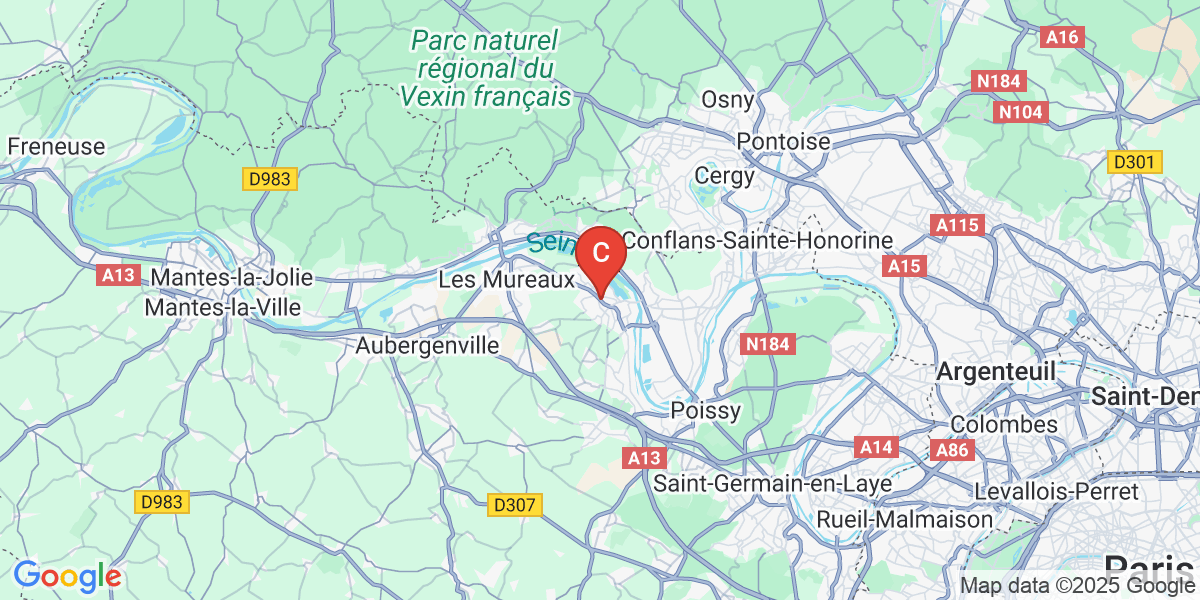 Parc naturel
régional du
Vexin français
A16
N184
N104
Osny
Pontoise
Freneuse
D301
D983
Cergy
A115
Sein
C
Conflans-Sainte-Honorine
A15
A13
Mantes-la-Jolie
Les Mureaux
Mantes-la-Ville
Aubergenville
N184
Argenteuil
Saint-Den
Poissy
Colombes
A14
A86
A13
Saint-Germain-en-Laye
Levallois-Perret
D983
D307
Rueil-Malmaison
Paris
Google
Map data ©2025 Google